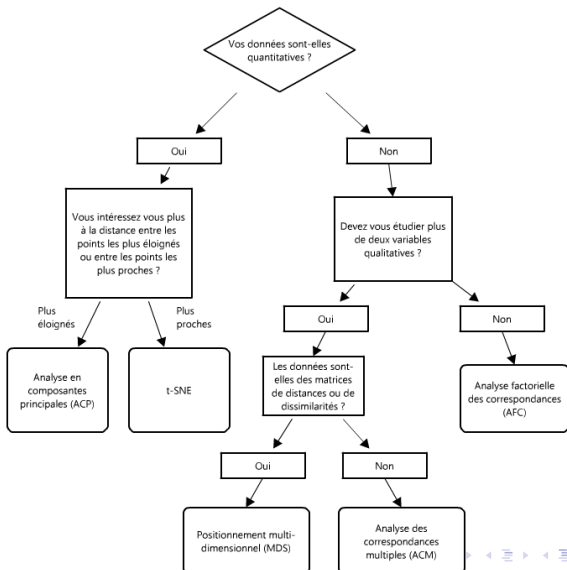 Vos données sont-elles
quantitatives ?
Oui
Non
Vous intéressez vous plus
à la distance entre les
points les plus éloignés
ou entre les points les
plus proches ?
Devez vous étudier plus
de deux variables
qualitatives ?
Plus
éloignés
Plus
proches
Oui
Non
Analyse en
composantes
principales (ACP)
t-SNE
Les données sont-
elles des matrices
de distances ou de
dissimilarités ?
Analyse factorielle
des correspondances
(AFC)
Oui
Non
Positionnement multi-
dimensionnel (MDS)
Analyse des
correspondances
multiples (ACM)